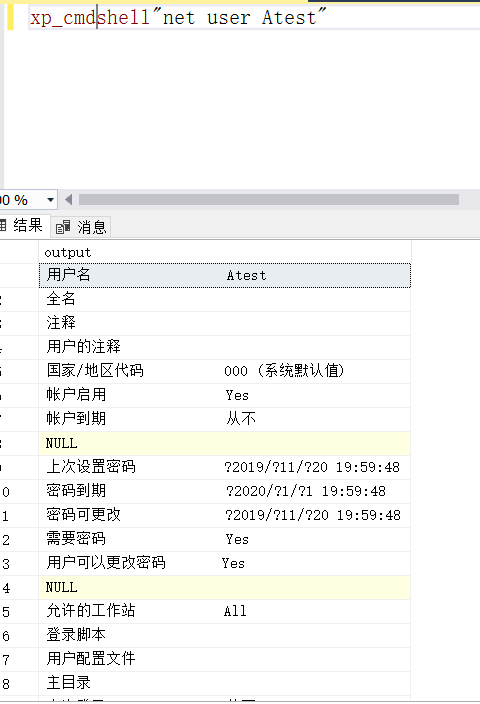 xp_cmdshell"net user Atest"
00 %
结果 消息
output
用户名 Atest
2 全名
3 注释
4 用户的注释
5 国家/地区代码 000 (系统默认值)
6 帐户启用 Yes
7 帐户到期 从不
8 NULL
9 上次设置密码 ?2019/?11/?20 19:59:48
0 密码到期 ?2020/?1/?1 19:59:48
1 密码可更改 ?2019/?11/?20 19:59:48
2 需要密码 Yes
3 用户可以更改密码 Yes
4 NULL
5 允许的工作站 All
6 登录脚本
7 用户配置文件
8 主目录